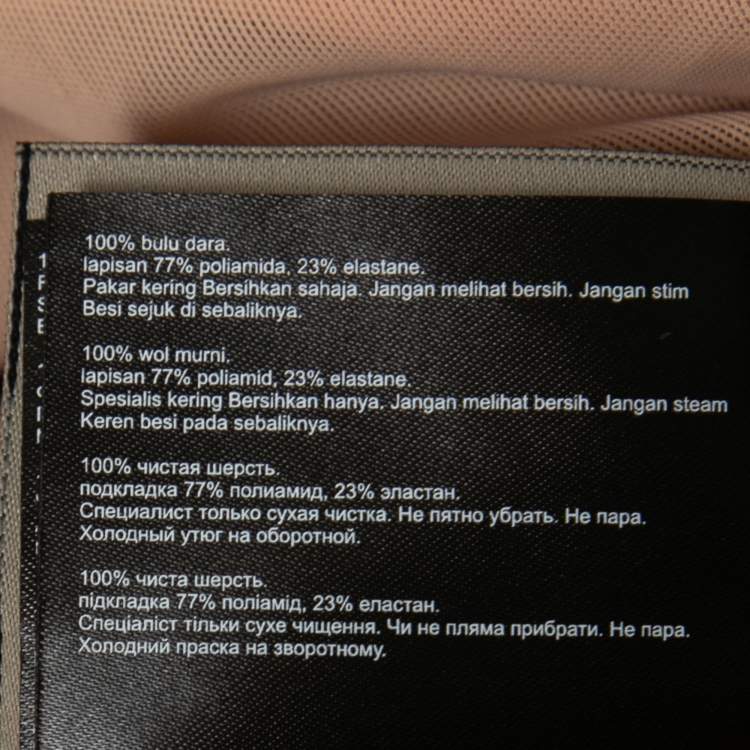 100% bulu dara.
lapisan 77% poliamida, 23% elastane.
Pakar kering Bersihkan sahaja. Jangan melihat bersih. Jangan stim
Besi sejuk di sebaliknya.
100% wol murni.
lapisan 77% poliamid, 23% elastane.
Spesialis kering Bersihkan hanya. Jangan melihat bersih. Jangan steam
Keren besi pada sebaliknya.
100% чистая шерсть.
подкладка 77% полиамид, 23% эластан.
Специалист только сухая чистка. Не пятно убрать. Не пара.
Холодный утюг на оборотной.
100% чиста шерсть.
підкладка 77% поліамід, 23% еластан.
Спеціаліст тільки сухе чищення. Чи не пляма прибрати. Не пара.
Холодний праска на зворотному.